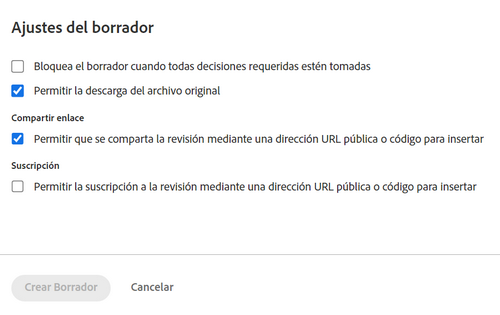 Ajustes del borrador
Bloquea el borrador cuando todas decisiones requeridas estén tomadas
Permitir la descarga del archivo original
Compartir enlace
Permitir que se comparta la revisión mediante una dirección URL pública o código para insertar
Suscripción
Permitir la suscripción a la revisión mediante una dirección URL pública o código para insertar
Crear Borrador
Cancelar